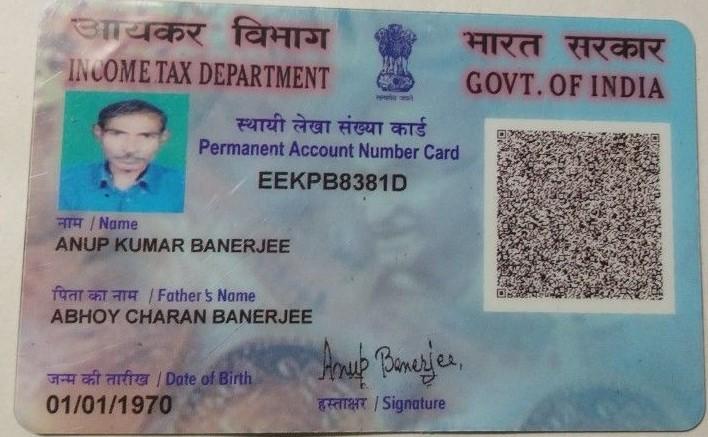 आयकर विभाग
INCOME TAX DEPARTMENT
भारत सरकार
GOVT. OF INDIA
सत्यमेव जयते
स्थायी लेखा संख्या कार्ड
Permanent Account Number Card
EEKPB8381D
नाम / Name
ANUP KUMAR BANERJEE
पिता का नाम / Father's Name
ABHOY CHARAN BANERJEE
जन्म की तारीख / Date of Birth
01/01/1970
Anup Banerjee.
हस्ताक्षर / Signature